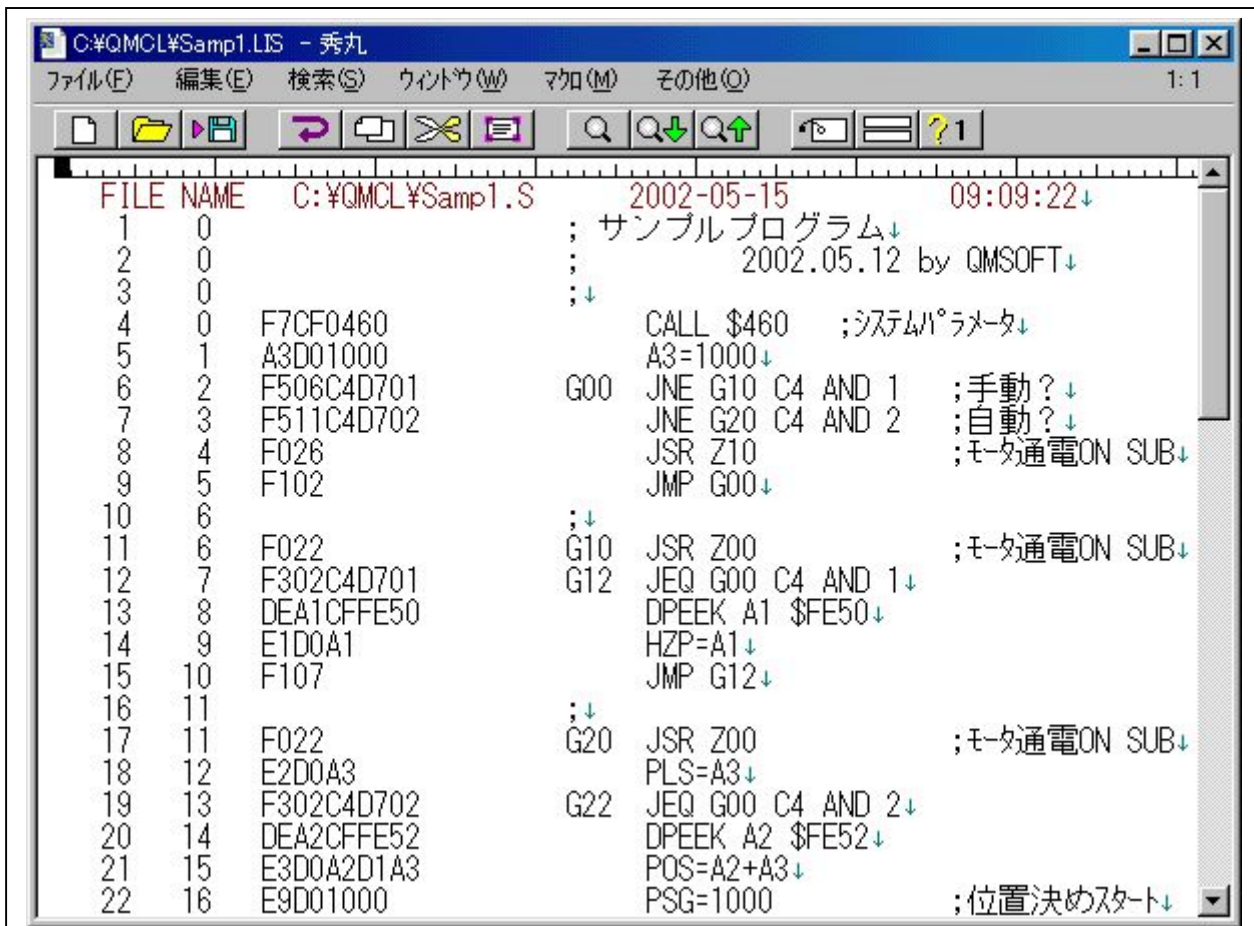 C:¥QMCL¥Samp1.LIS - 秀丸
ファイル(F) 編集(E) 検索(S) ウィンドウ(W) マクロ(M) その他(O) 1: 1
1
FILE NAME C:¥QMCL¥Samp1.S 2002-05-15 09:09:22↓
1 0 ; サンプルプログラム↓
2 0 ; 2002.05.12 by QMSOFT↓
3 0 ;↓
4 0 F7CF0460 CALL $460 ;システムパラメータ↓
5 1 A3D01000 A3=1000↓
6 2 F506C4D701 G00 JNE G10 C4 AND 1 ;手動?↓
7 3 F511C4D702 JNE G20 C4 AND 2 ;自動?↓
8 4 F026 JSR Z10 ;モータ通電ON SUB↓
9 5 F102 JMP G00↓
10 6 ;↓
11 6 F022 G10 JSR Z00 ;モータ通電ON SUB↓
12 7 F302C4D701 G12 JEQ G00 C4 AND 1↓
13 8 DEA1CFFE50 DPEEK A1 $FE50↓
14 9 E1D0A1 HZP=A1↓
15 10 F107 JMP G12↓
16 11 ;↓
17 11 F022 G20 JSR Z00 ;モータ通電ON SUB↓
18 12 E2D0A3 PLS=A3↓
19 13 F302C4D702 G22 JEQ G00 C4 AND 2↓
20 14 DEA2CFFE52 DPEEK A2 $FE52↓
21 15 E3D0A2D1A3 POS=A2+A3↓
22 16 E9D01000 PSG=1000 ;位置決めスタート↓